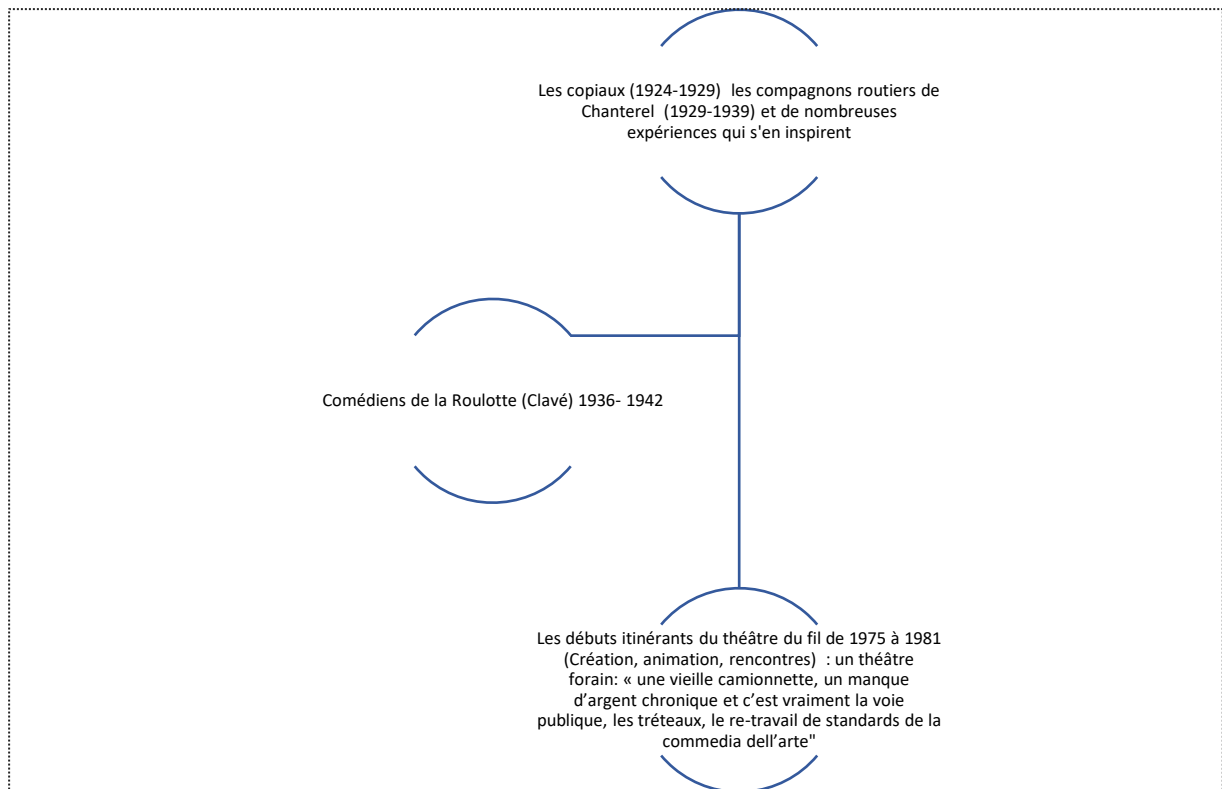 Les copiaux (1924-1929)  les compagnons routiers de
Chanterel  (1929-1939) et de nombreuses
expériences qui s'en inspirent
Comédiens de la Roulotte (Clavé) 1936- 1942
Les débuts itinérants du théâtre du fil de 1975 à 1981
(Création, animation, rencontres)  : un théâtre
forain: « une vieille camionnette, un manque
d’argent chronique et c’est vraiment la voie
publique, les tréteaux, le re-travail de standards de la
commedia dell’arte"